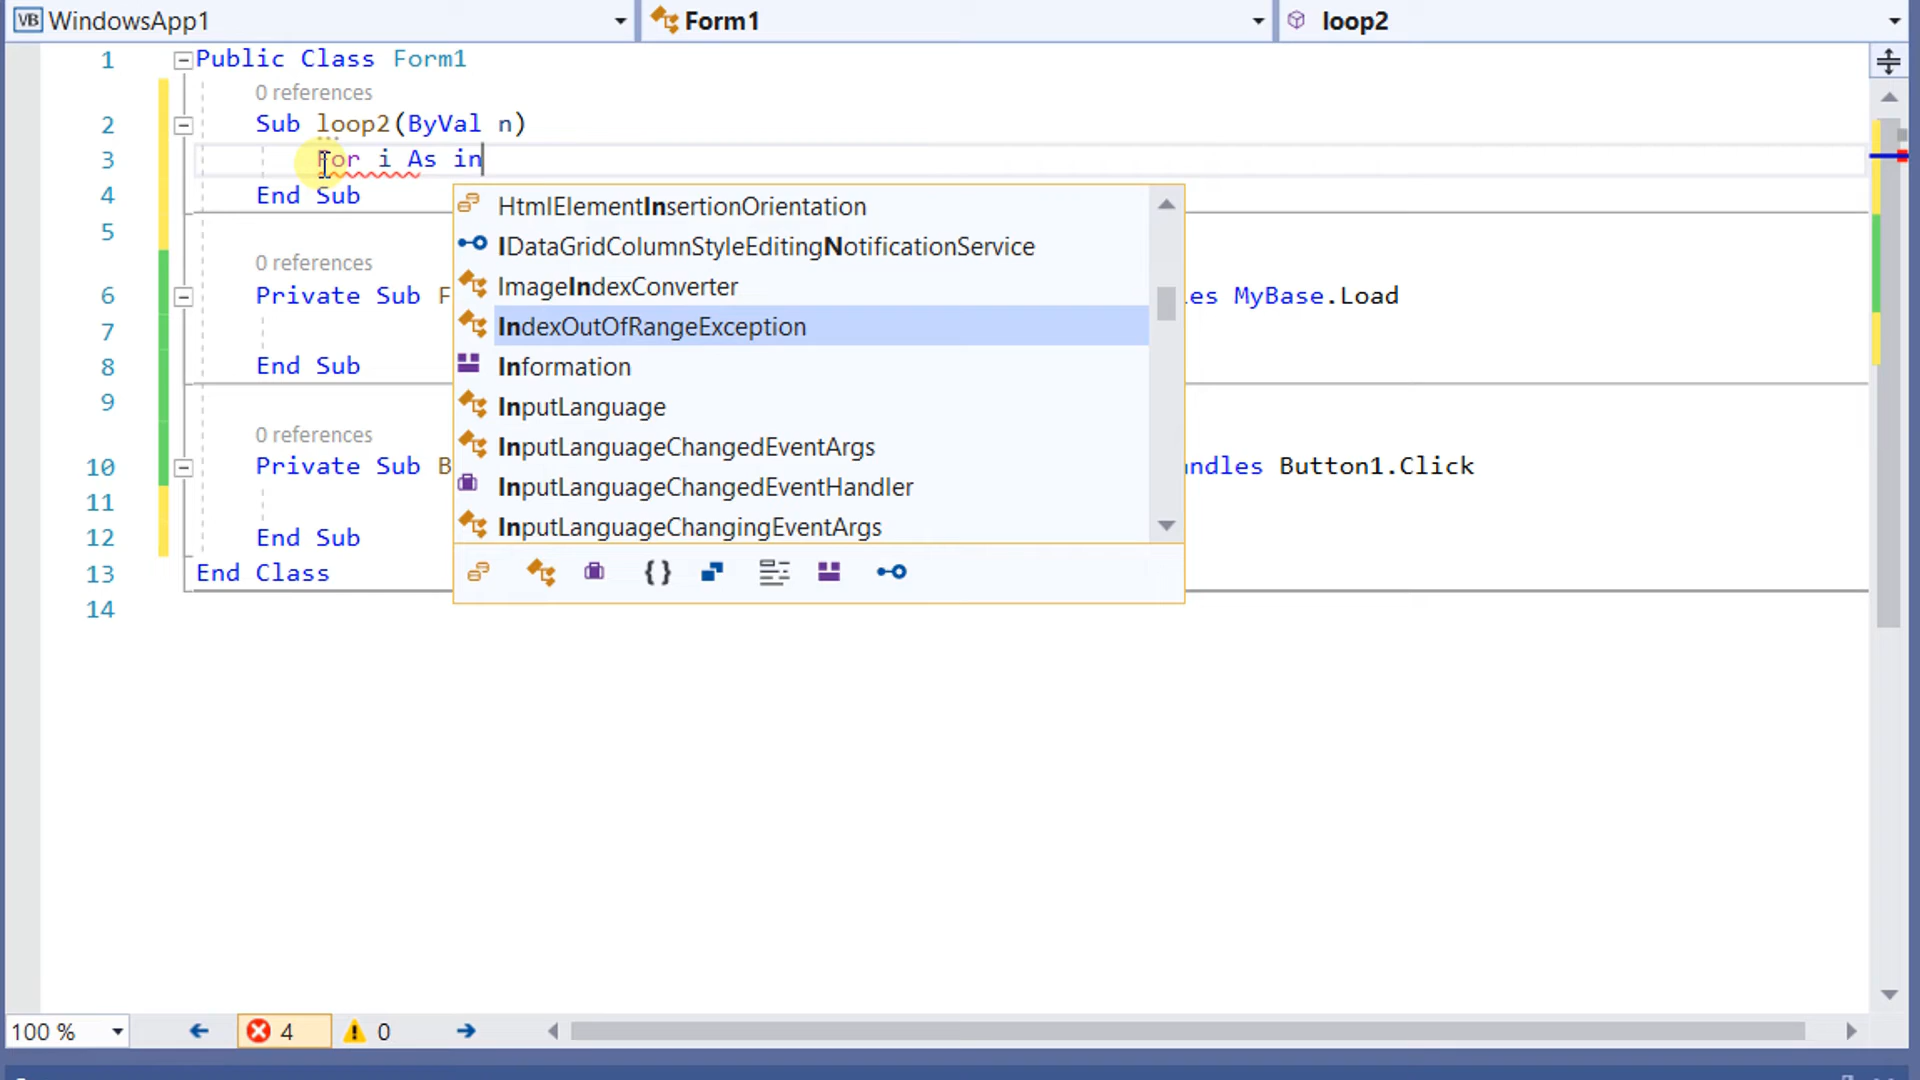 WindowsApp1 Form1 loop2
1 Public Class Form1
0 references
2 Sub loop2(ByVal n)
3 For i As in
4 End Sub
5
0 references
6 Private Sub F es MyBase.Load
7
8 End Sub
9
0 references
10 Private Sub B ndles Button1.Click
11
12 End Sub
13 End Class
14
HtmlElementInsertionOrientation
IDataGridColumnStyleEditingNotificationService
ImageIndexConverter
IndexOutOfRangeException
Information
InputLanguage
InputLanguageChangedEventArgs
InputLanguageChangedEventHandler
InputLanguageChangingEventArgs
100 % 4 0